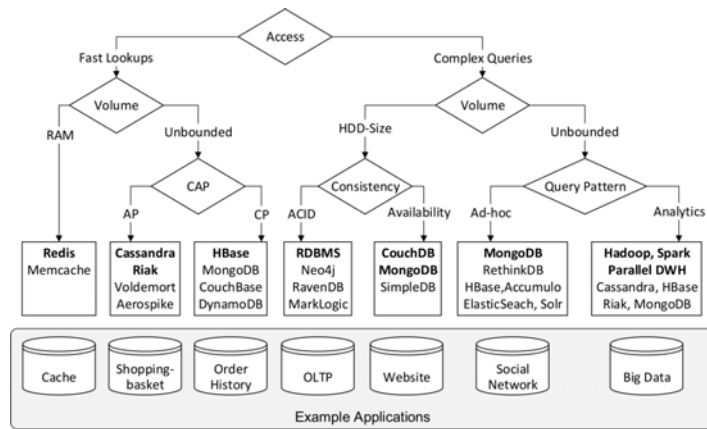 Access
Fast Lookups
Complex Queries
Volume
Volume
RAM
Unbounded
HDD-Size
Unbounded
CAP
Consistency
Query Pattern
AP
CP
ACID
Availability
Ad-hoc
Analytics
Redis
Memcache
Cassandra
Riak
Voldemort
Aerospike
HBase
MongoDB
CouchBase
DynamoDB
RDBMS
Neo4j
RavenDB
MarkLogic
CouchDB
MongoDB
SimpleDB
MongoDB
RethinkDB
HBase,Accumulo
ElasticSeach, Solr
Hadoop, Spark
Parallel DWH
Cassandra, HBase
Riak, MongoDB
Cache
Shopping-
basket
Order
History
OLTP
Website
Social
Network
Big Data
Example Applications